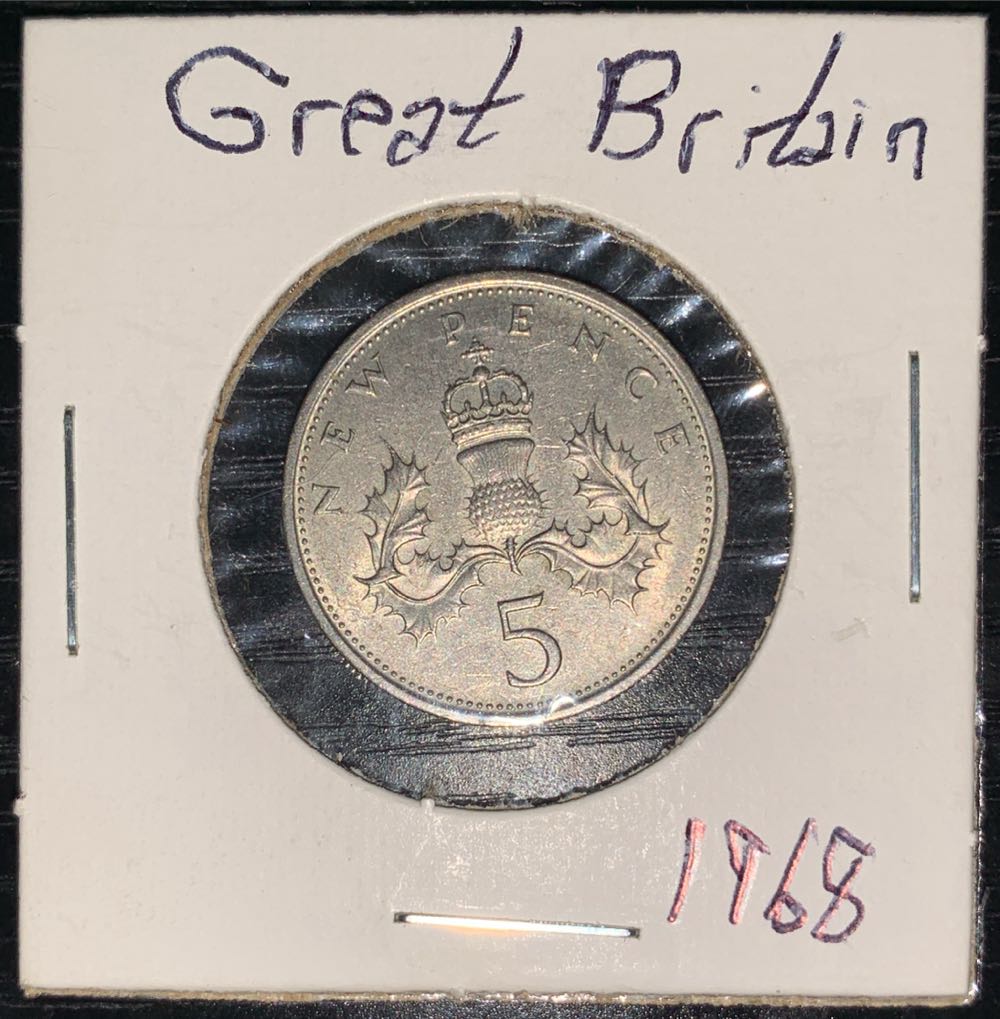 Great Britain
NEW PENCE
5
1968